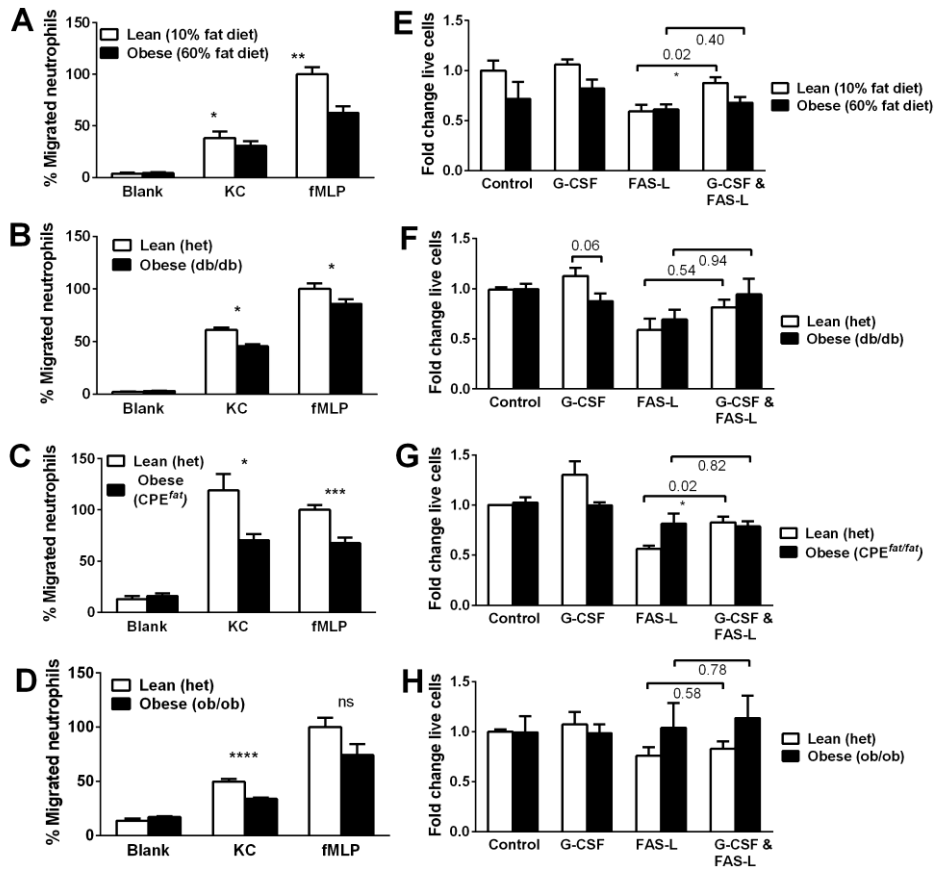 A
% Migrated neutrophils
150
100
50
0
Lean (10% fat diet)
Obese (60% fat diet)
*
**
Blank KC fMLP
E
Fold change live cells
1.5
1.0
0.5
0.0
0.40
0.02
*
Lean (10% fat diet)
Obese (60% fat diet)
Control G-CSF FAS-L G-CSF &
FAS-L
B
% Migrated neutrophils
150
100
50
0
Lean (het)
Obese (db/db)
*
*
Blank KC fMLP
F
Fold change live cells
1.5
1.0
0.5
0.0
0.06
0.94
0.54
Lean (het)
Obese (db/db)
Control G-CSF FAS-L G-CSF &
FAS-L
C
% Migrated neutrophils
150
100
50
0
Lean (het)
Obese
(CPEfat)
*
***
Blank KC fMLP
G
Fold change live cells
1.5
1.0
0.5
0.0
0.82
0.02
*
Lean (het)
Obese (CPEfat/fat)
Control G-CSF FAS-L G-CSF &
FAS-L
D
% Migrated neutrophils
150
100
50
0
Lean (het)
Obese (ob/ob)
****
ns
Blank KC fMLP
H
Fold change live cells
1.5
1.0
0.5
0.0
0.78
0.58
Lean (het)
Obese (ob/ob)
Control G-CSF FAS-L G-CSF &
FAS-L